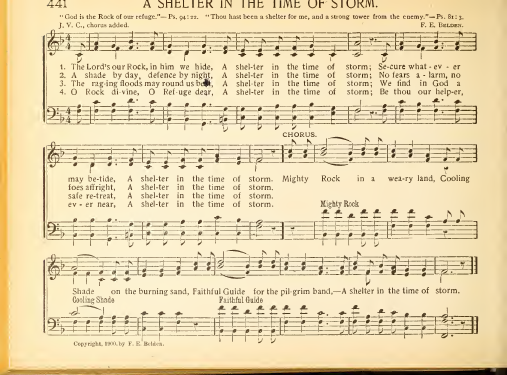 441 A SHELTER IN THE TIME OF STORM.
"God is the Rock of our refuge."—Ps. 94:22. "Thou hast been a shelter for me, and a strong tower from the enemy."—Ps. 61:3.
J. V. C., chorus added. F. E. BELDEN.
1. The Lord's our Rock, in him we hide, A shel-ter in the time of storm; Se-cure what-ev-er
2. A shade by day, defence by night, A shel-ter in the time of storm; No fears a-larm, no
3. The rag-ing floods may round us beat, A shel-ter in the time of storm; We find in God a
4. O Rock di-vine, O Ref-uge dear, A shel-ter in the time of storm; Be thou our help-er,
CHORUS.
may be-tide, A shel-ter in the time of storm. Mighty Rock in a wea-ry land, Cooling
foes affright, A shel-ter in the time of storm.
safe re-treat, A shel-ter in the time of storm.
ev-er near, A shel-ter in the time of storm.
Mighty Rock
Shade on the burning sand, Faithful Guide for the pil-grim band,—A shelter in the time of storm.
Cooling Shade Faithful Guide
Copyright, 1900, by F. E. Belden.